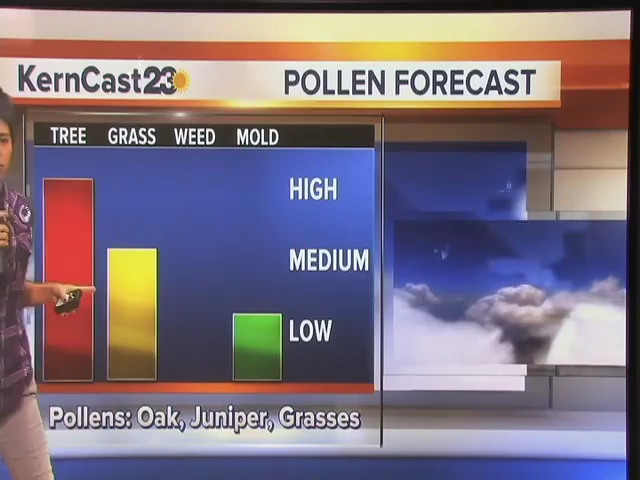 KernCast23 POLLEN FORECAST
TREE GRASS WEED MOLD
HIGH
MEDIUM
LOW
Pollens: Oak, Juniper, Grasses